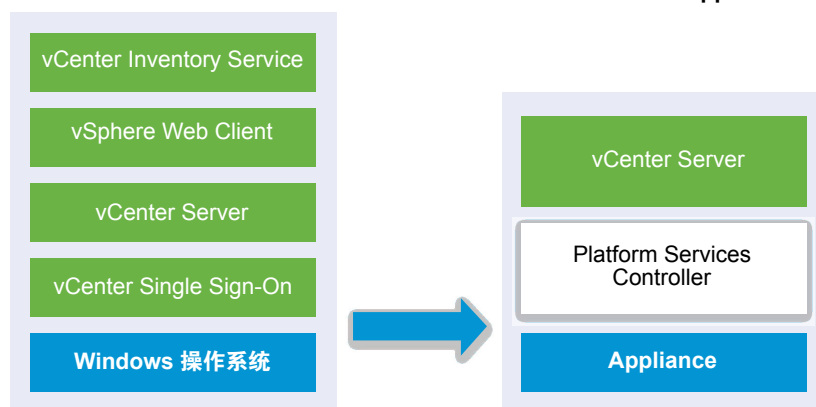 vCenter Inventory Service
vSphere Web Client
vCenter Server
vCenter Single Sign-On
Windows 操作系统
vCenter Server
Platform Services
Controller
Appliance